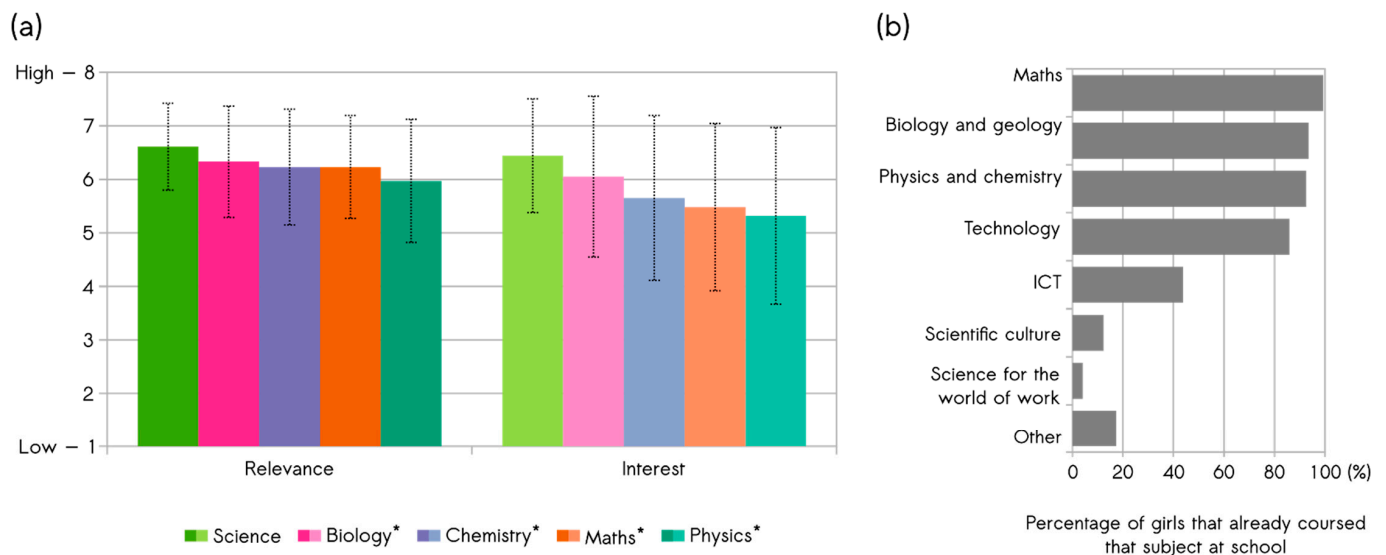 (a)
High – 8
7
6
5
4
3
2
Low – 1
Relevance
Interest
Science
Biology*
Chemistry*
Maths*
Physics*
(b)
Maths
Biology and geology
Physics and chemistry
Technology
ICT
Scientific culture
Science for the
world of work
Other
0 20 40 60 80 100 (%)
Percentage of girls that already coursed
that subject at school